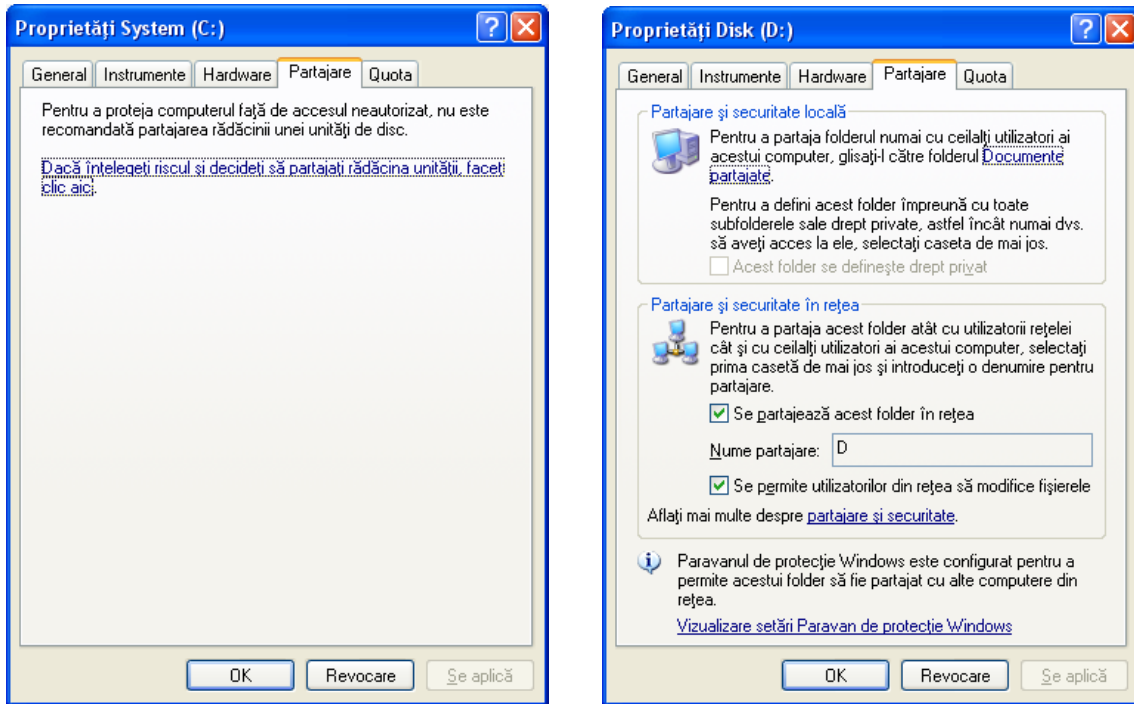 Proprietăți System (C:)
General Instrumente Hardware Partajare Quota
Pentru a proteja computerul faţă de accesul neautorizat, nu este
recomandată partajarea rădăcinii unei unităţi de disc.
Dacă înţelegeţi riscul şi decideţi să partajaţi rădăcina unităţii, faceţi
clic aici.
OK Revocare Se aplică
Proprietăți Disk (D:)
General Instrumente Hardware Partajare Quota
Partajare şi securitate locală
Pentru a partaja folderul numai cu ceilalţi utilizatori ai
acestui computer, glisaţi-l către folderul Documente
partajate.
Pentru a defini acest folder împreună cu toate
subfolderele sale drept private, astfel încât numai dvs.
să aveţi acces la ele, selectaţi caseta de mai jos.
Acest folder se defineşte drept privat
Partajare şi securitate în reţea
Pentru a partaja acest folder atât cu utilizatorii reţelei
cât şi cu ceilalţi utilizatori ai acestui computer, selectaţi
prima casetă de mai jos şi introduceţi o denumire pentru
partajare.
Se partajează acest folder în reţea
Nume partajare: D
Se permite utilizatorilor din reţea să modifice fişierele
Aflaţi mai multe despre partajare şi securitate.
Paravanul de protecţie Windows este configurat pentru a
permite acestui folder să fie partajat cu alte computere din
reţea.
Vizualizare setări Paravan de protecţie Windows
OK Revocare Se aplică